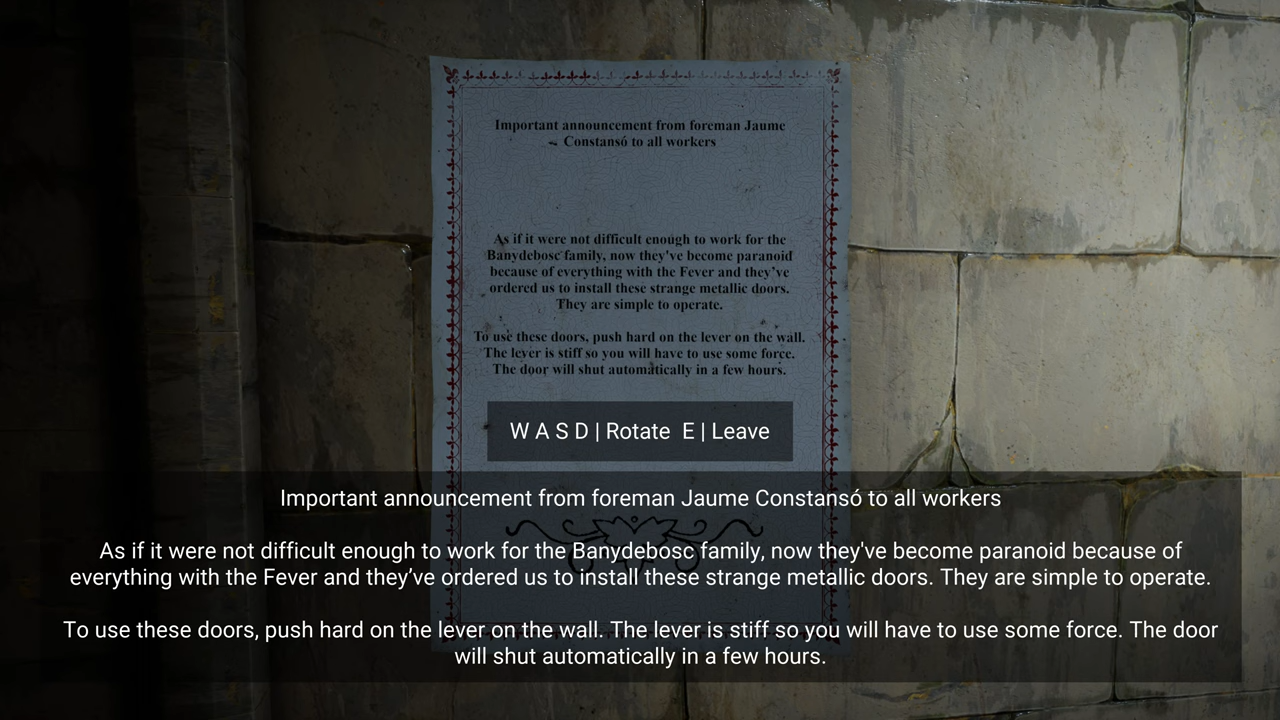 Important announcement from foreman Jaume
Constansó to all workers
As if it were not difficult enough to work for the
Banydebosc family, now they've become paranoid
because of everything with the Fever and they've
ordered us to install these strange metallic doors.
They are simple to operate.
To use these doors, push hard on the lever on the wall.
The lever is stiff so you will have to use some force.
The door will shut automatically in a few hours.
W A S D | Rotate  E | Leave
Important announcement from foreman Jaume Constansó to all workers
As if it were not difficult enough to work for the Banydebosc family, now they've become paranoid because of
everything with the Fever and they’ve ordered us to install these strange metallic doors. They are simple to operate.
To use these doors, push hard on the lever on the wall. The lever is stiff so you will have to use some force. The door
will shut automatically in a few hours.